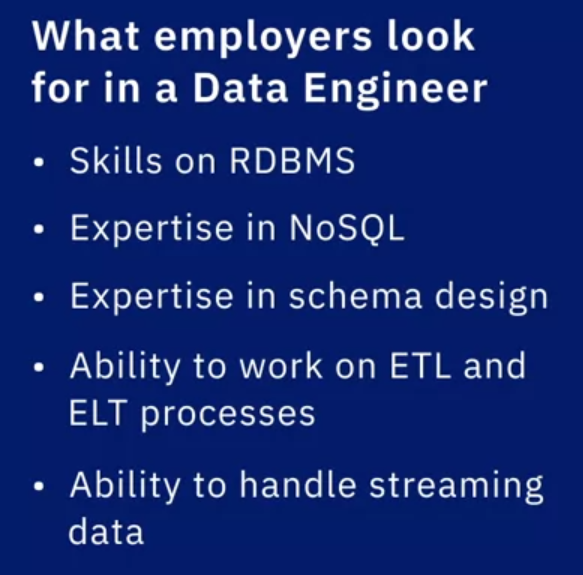 What employers look
for in a Data Engineer
• Skills on RDBMS
• Expertise in NoSQL
• Expertise in schema design
• Ability to work on ETL and
ELT processes
• Ability to handle streaming
data